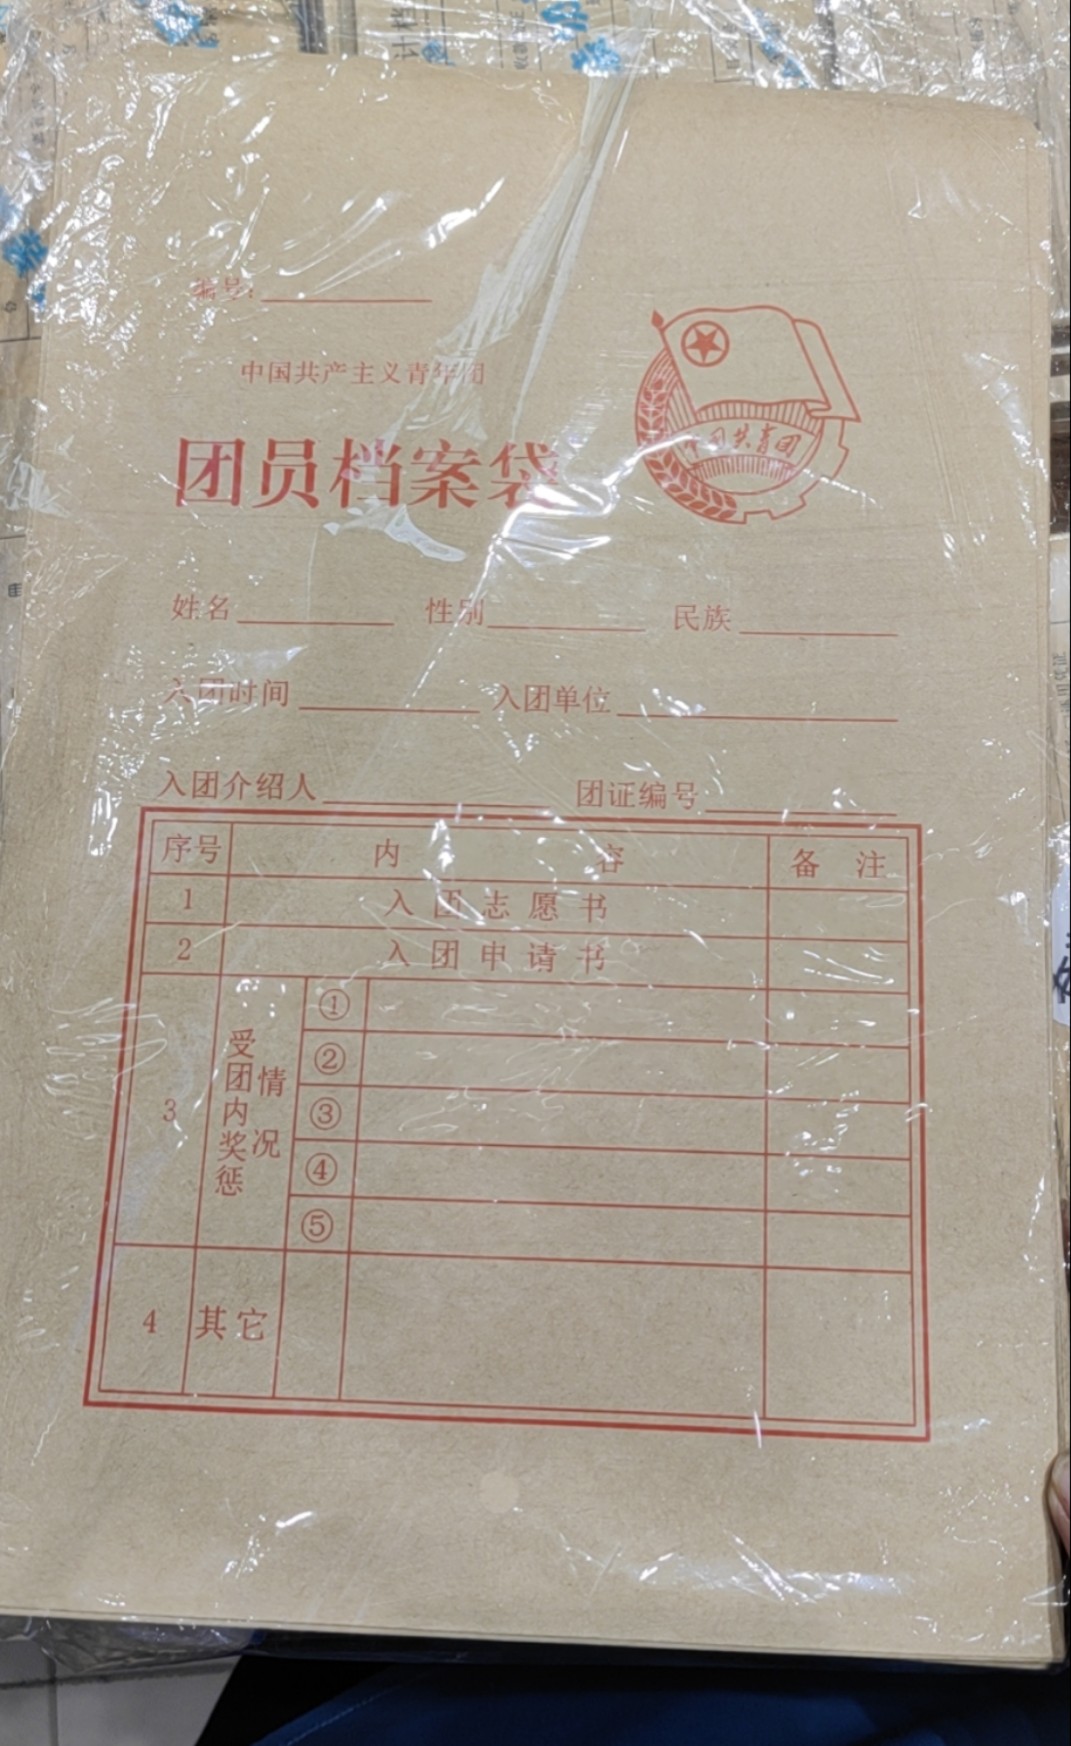 编号:
中国共产主义青年团
团员档案袋
中国共青团
姓名 性别 民族
入团时间 入团单位
入团介绍人 团证编号
序号 内 容 备 注
1 入团志愿书
2 入团申请书
3 受团内奖惩情况 ①
②
③
④
⑤
4 其它